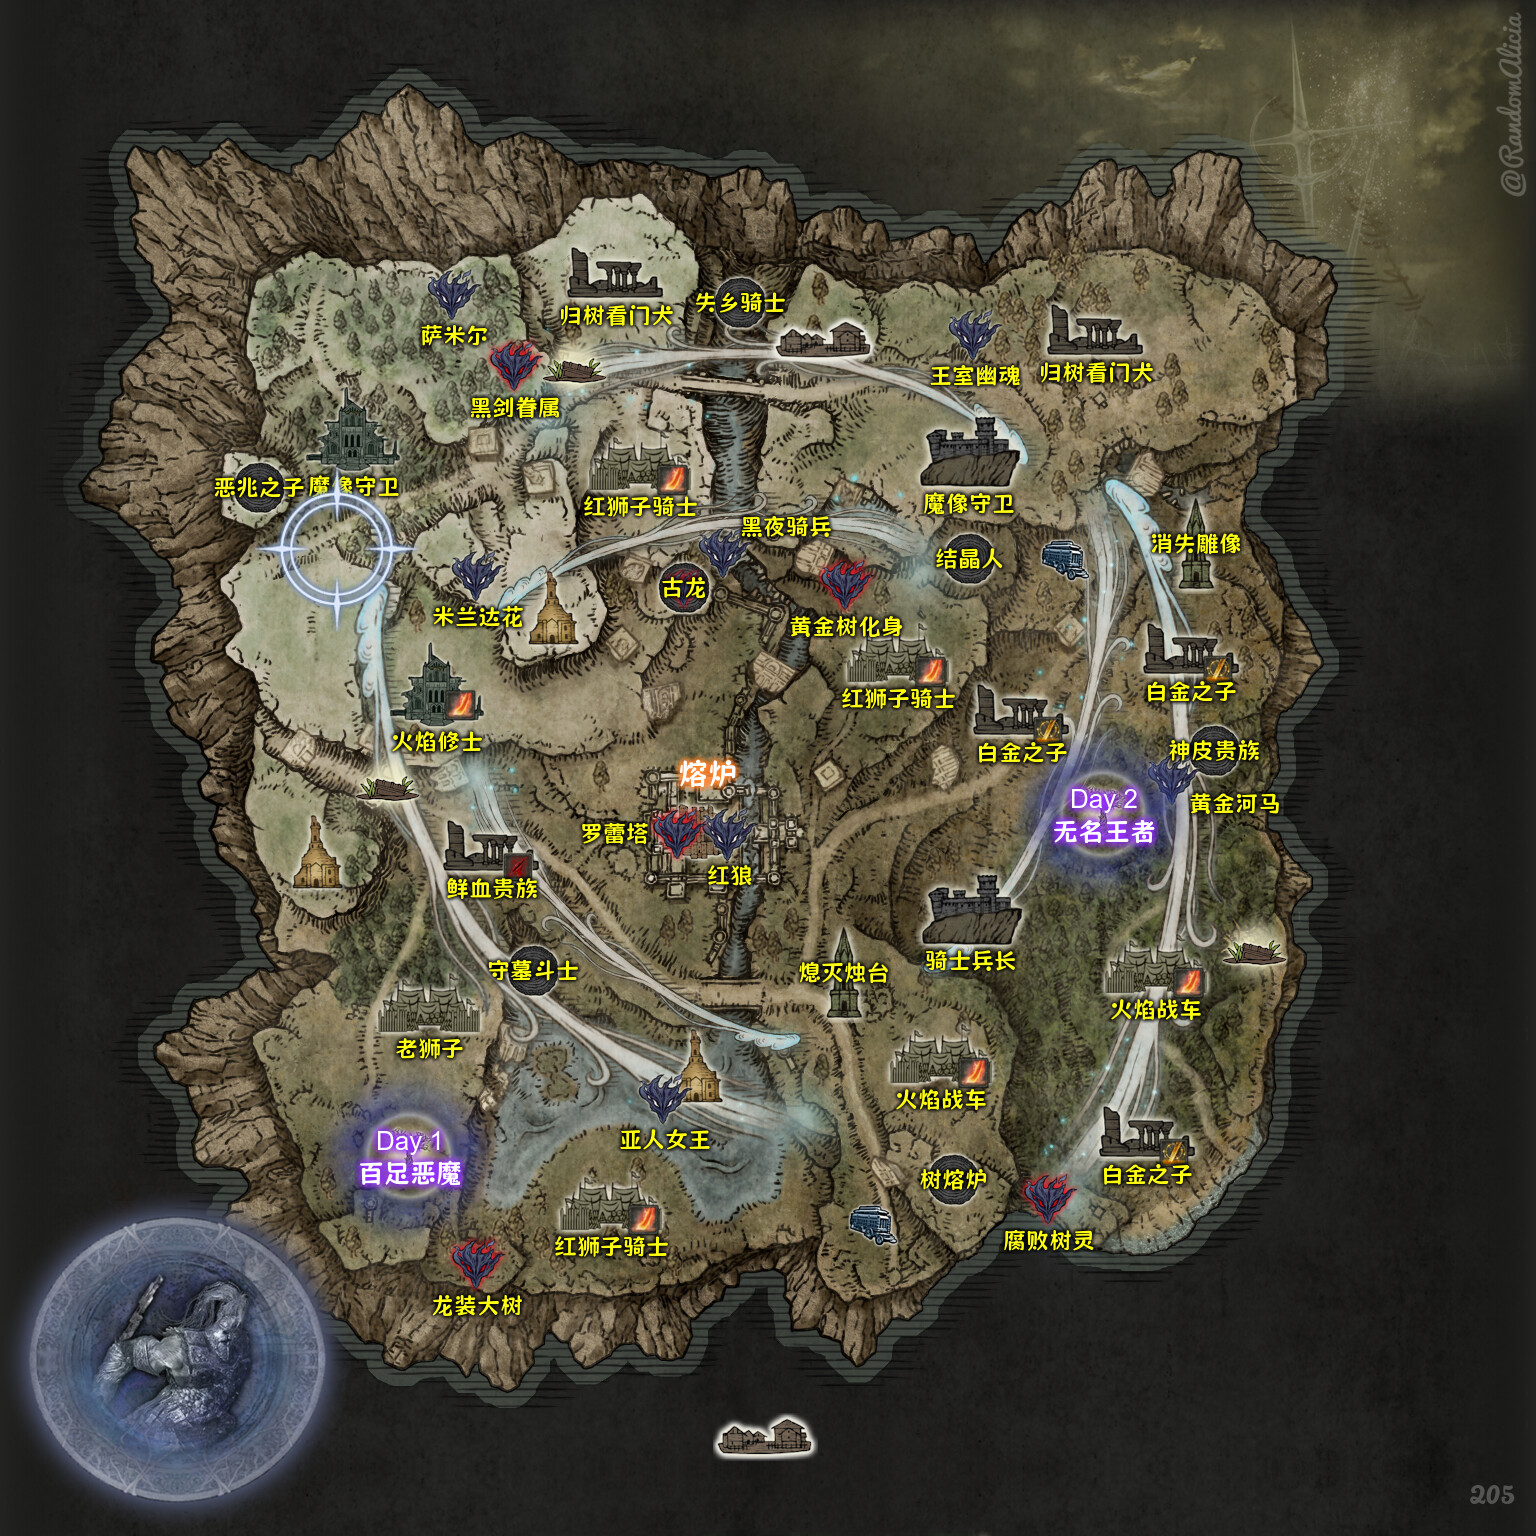 @RandomAlicia
萨米尔
归树看门犬
失乡骑士
黑剑眷属
王室幽魂
归树看门犬
恶兆之子
魔像守卫
红狮子骑士
黑夜骑兵
魔像守卫
结晶人
消失雕像
米兰达花
古龙
黄金树化身
红狮子骑士
白金之子
火焰修士
白金之子
神皮贵族
熔炉
Day 2
无名王者
黄金河马
罗蕾塔
红狼
鲜血贵族
守墓斗士
熄灭烛台
骑士兵长
火焰战车
老狮子
火焰战车
Day 1
百足恶魔
亚人女王
树熔炉
白金之子
红狮子骑士
腐败树灵
龙装大树
205